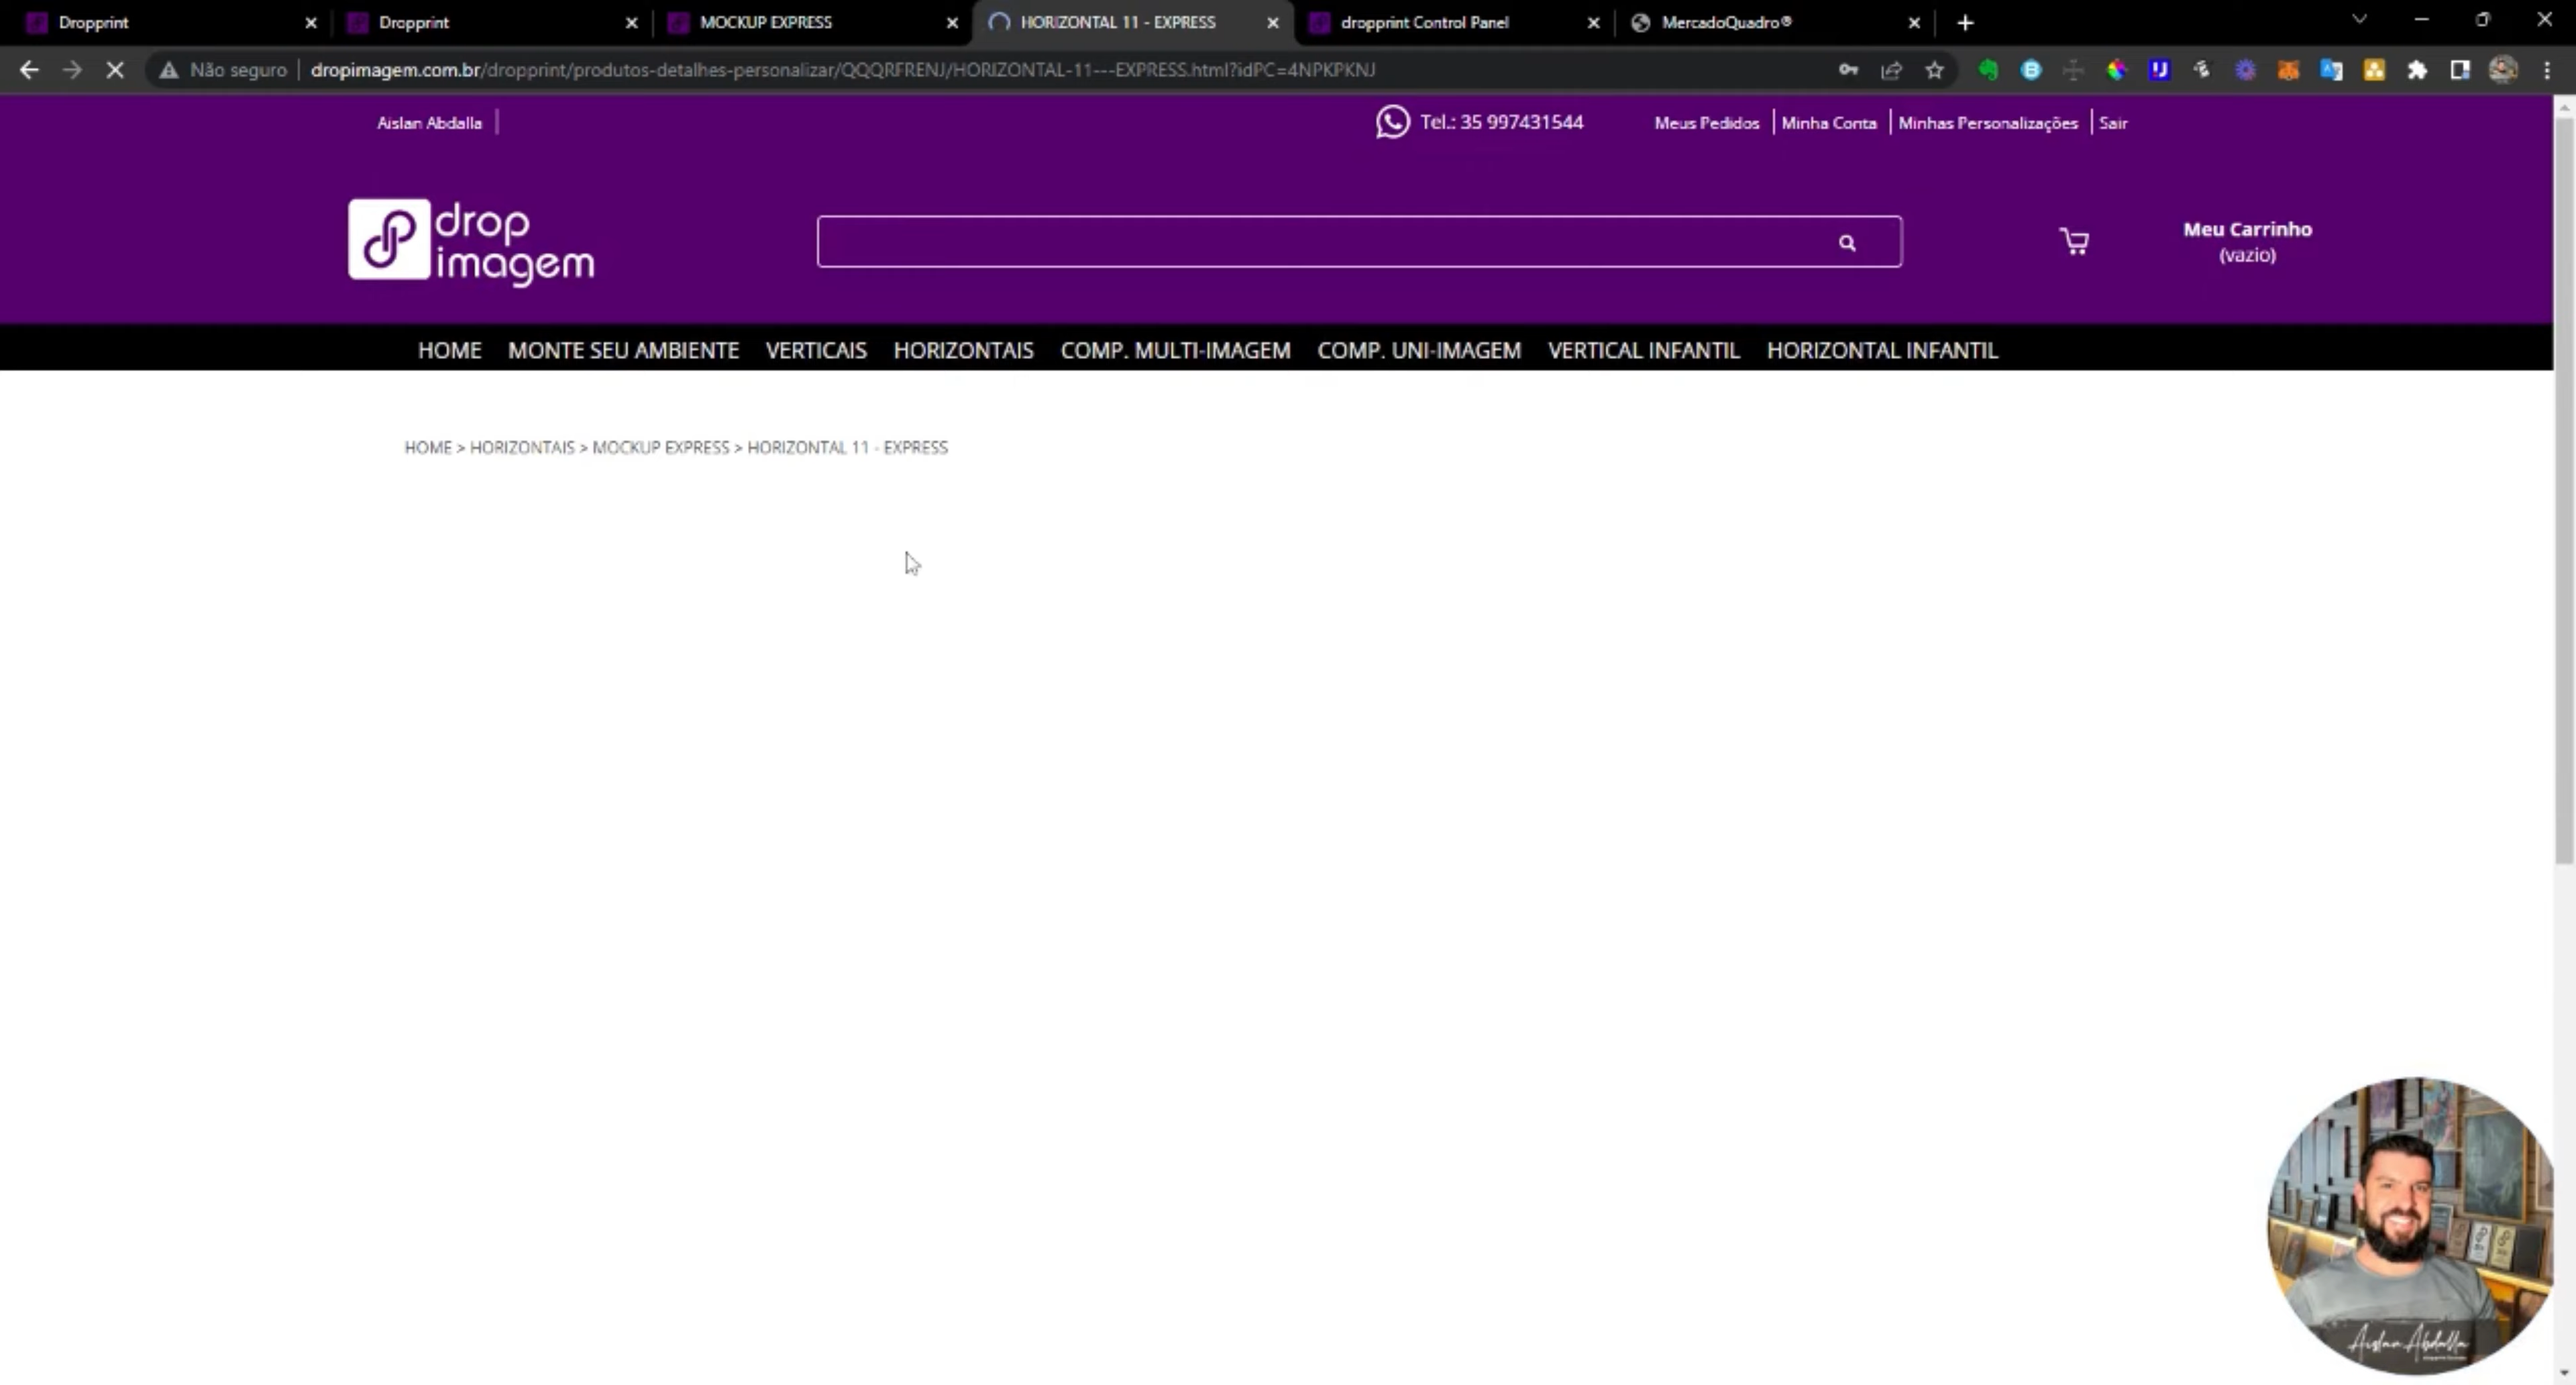 Dropprint
Dropprint
MOCKUP EXPRESS
HORIZONTAL 11 - EXPRESS
dropprint Control Panel
MercadoQuadro®
Não seguro
dropimagem.com.br/dropprint/produtos-detalhes-personalizar/QQQRFRENJ/HORIZONTAL-11---EXPRESS.html?idPC=4NPKPKNJ
Aislan Abdalla
Tel.: 35 997431544
Meus Pedidos
Minha Conta
Minhas Personalizações
Sair
drop
imagem
Meu Carrinho
(vazio)
HOME MONTE SEU AMBIENTE VERTICAIS HORIZONTAIS COMP. MULTI-IMAGEM COMP. UNI-IMAGEM VERTICAL INFANTIL HORIZONTAL INFANTIL
HOME > HORIZONTAIS > MOCKUP EXPRESS > HORIZONTAL 11 - EXPRESS
Aislan Abdalla